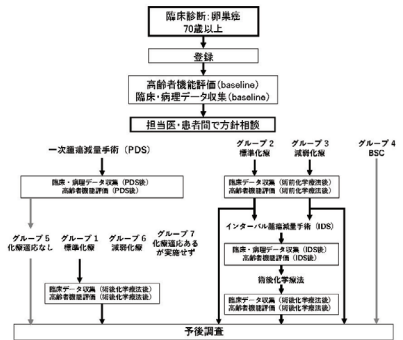 臨床診断：卵巣癌
70歳以上
登録
高齢者機能評価（baseline）
臨床・病理データ収集（baseline）
担当医・患者間で方針相談
一次腫瘍減量手術（PDS）
グループ 2
標準化療
グループ 3
減弱化療
グループ 4
BSC
臨床・病理データ収集（PDS後）
高齢者機能評価（PDS後）
臨床データ収集（術前化学療法後）
高齢者機能評価（術前化学療法後）
グループ 5
化療適応なし
グループ 1
標準化療
グループ 6
減弱化療
グループ 7
化療適応ある
が実施せず
インターバル腫瘍減量手術（IDS）
臨床・病理データ収集（IDS後）
高齢者機能評価（IDS後）
術後化学療法
臨床データ収集（術後化学療法後）
高齢者機能評価（術後化学療法後）
臨床データ収集（術後化学療法後）
高齢者機能評価（術後化学療法後）
予後調査